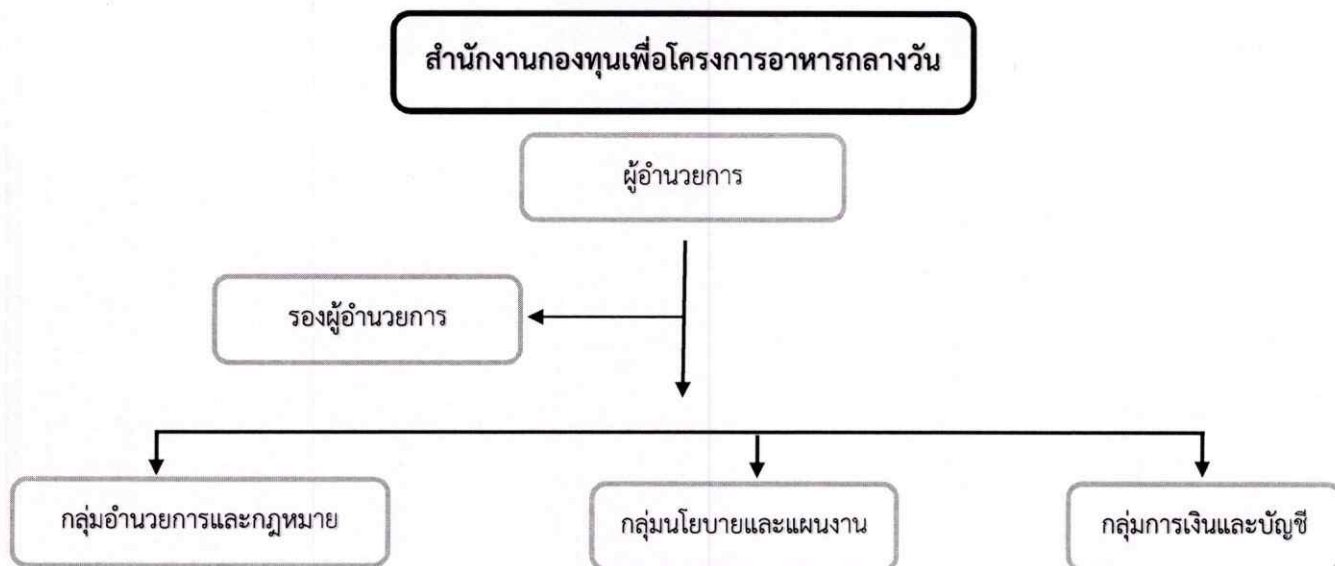 สำนักงานกองทุนเพื่อโครงการอาหารกลางวัน
ผู้อำนวยการ
รองผู้อำนวยการ
กลุ่มอำนวยการและกฎหมาย
กลุ่มนโยบายและแผนงาน
กลุ่มการเงินและบัญชี